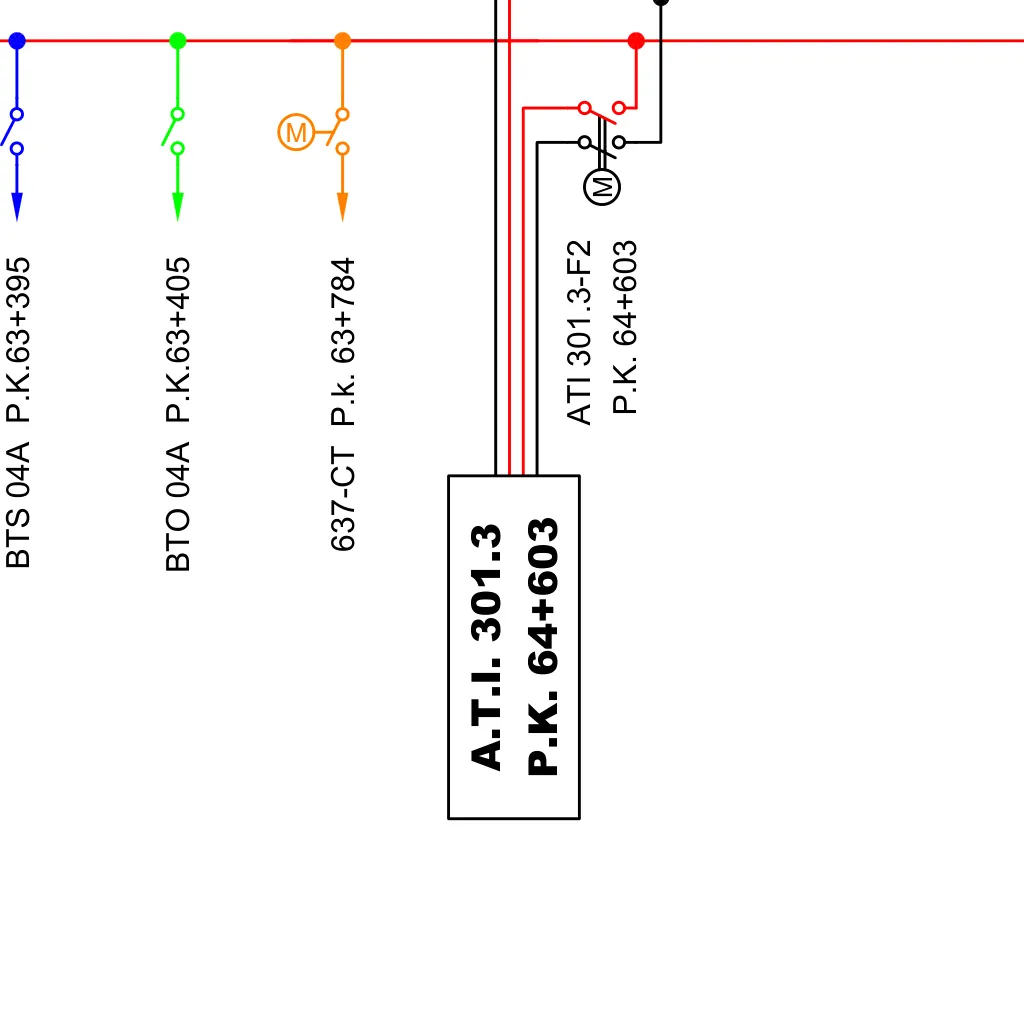 BTS 04A  P.K.63+395
BTO 04A  P.K.63+405
637-CT  P.k. 63+784
M
ATI 301.3-F2
P.K. 64+603
M
A.T.I. 301.3
P.K. 64+603